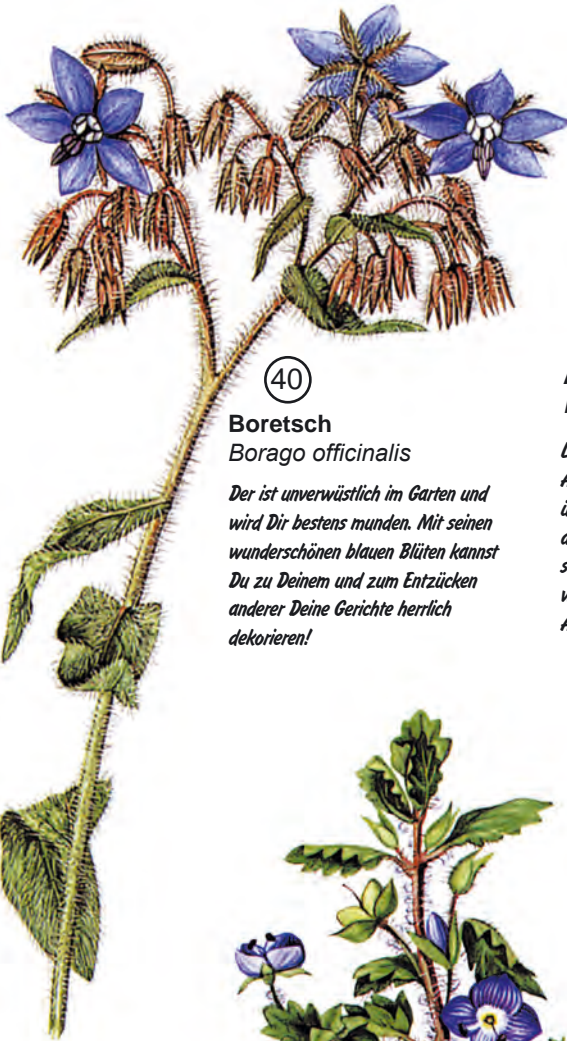 40
Boretsch
Borago officinalis
Der ist unverwüstlich im Garten und
wird Dir bestens munden. Mit seinen
wunderschönen blauen Blüten kannst
Du zu Deinem und zum Entzücken
anderer Deine Gerichte herrlich
dekorieren!